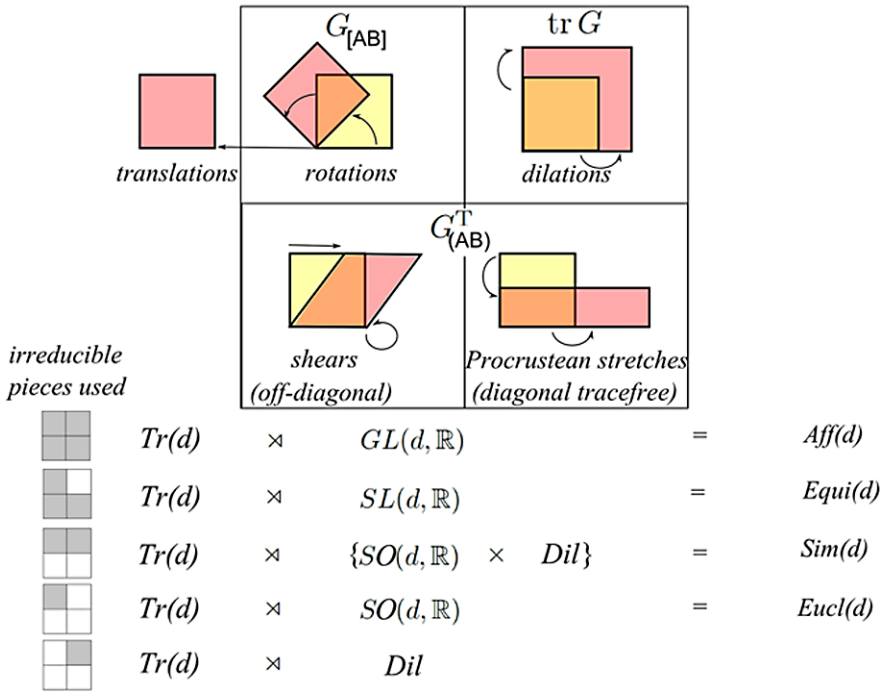 G[AB]
tr G
translations
rotations
dilations
G^T(AB)
shears
(off-diagonal)
Procrustean stretches
(diagonal tracefree)
irreducible
pieces used
Tr(d) ⋊ GL(d, ℝ) = Aff(d)
Tr(d) ⋊ SL(d, ℝ) = Equi(d)
Tr(d) ⋊ {SO(d, ℝ) × Dil} = Sim(d)
Tr(d) ⋊ SO(d, ℝ) = Eucl(d)
Tr(d) ⋊ Dil